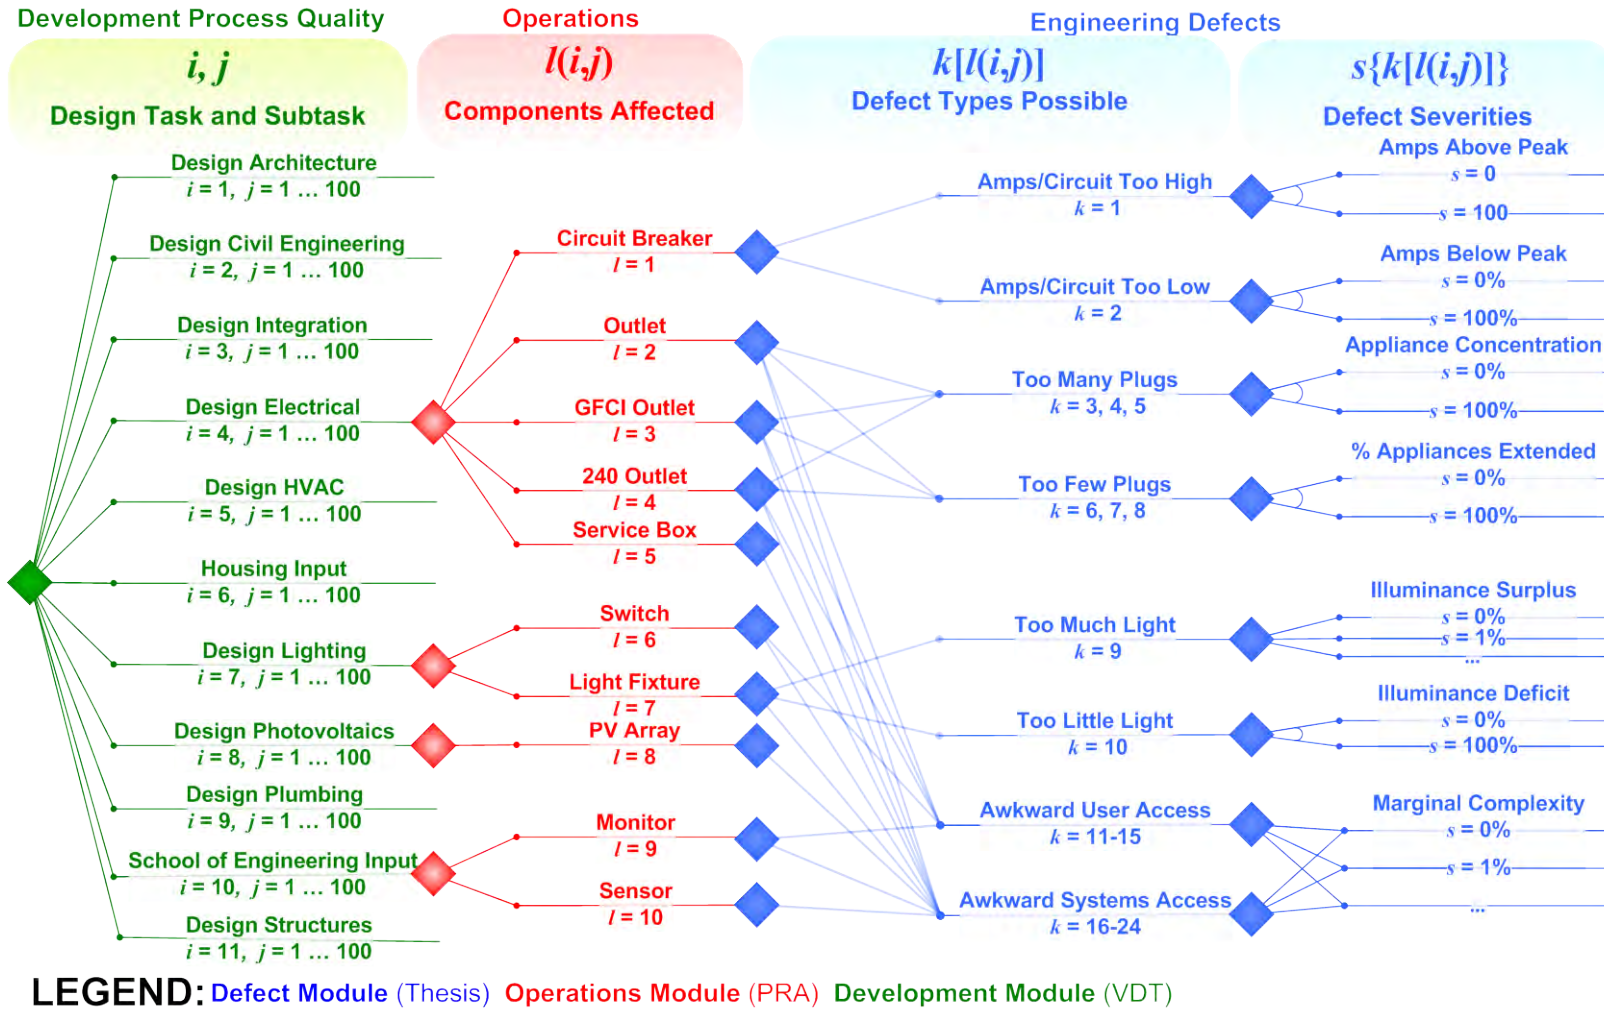 Development Process Quality
Operations
Engineering Defects
i, j
Design Task and Subtask
l(i,j)
Components Affected
k[l(i,j)]
Defect Types Possible
s{k[l(i,j)]}
Defect Severities
Design Architecture
i = 1, j = 1 ... 100
Design Civil Engineering
i = 2, j = 1 ... 100
Design Integration
i = 3, j = 1 ... 100
Design Electrical
i = 4, j = 1 ... 100
Design HVAC
i = 5, j = 1 ... 100
Housing Input
i = 6, j = 1 ... 100
Design Lighting
i = 7, j = 1 ... 100
Design Photovoltaics
i = 8, j = 1 ... 100
Design Plumbing
i = 9, j = 1 ... 100
School of Engineering Input
i = 10, j = 1 ... 100
Design Structures
i = 11, j = 1 ... 100
Circuit Breaker
l = 1
Outlet
l = 2
GFCI Outlet
l = 3
240 Outlet
l = 4
Service Box
l = 5
Switch
l = 6
Light Fixture
l = 7
PV Array
l = 8
Monitor
l = 9
Sensor
l = 10
Amps/Circuit Too High
k = 1
Amps/Circuit Too Low
k = 2
Too Many Plugs
k = 3, 4, 5
Too Few Plugs
k = 6, 7, 8
Too Much Light
k = 9
Too Little Light
k = 10
Awkward User Access
k = 11-15
Awkward Systems Access
k = 16-24
Amps Above Peak
s = 0
s = 100
Amps Below Peak
s = 0%
s = 100%
Appliance Concentration
s = 0%
s = 100%
% Appliances Extended
s = 0%
s = 100%
Illuminance Surplus
s = 0%
s = 1%
...
Illuminance Deficit
s = 0%
s = 100%
Marginal Complexity
s = 0%
s = 1%
...
LEGEND: Defect Module (Thesis) Operations Module (PRA) Development Module (VDT)